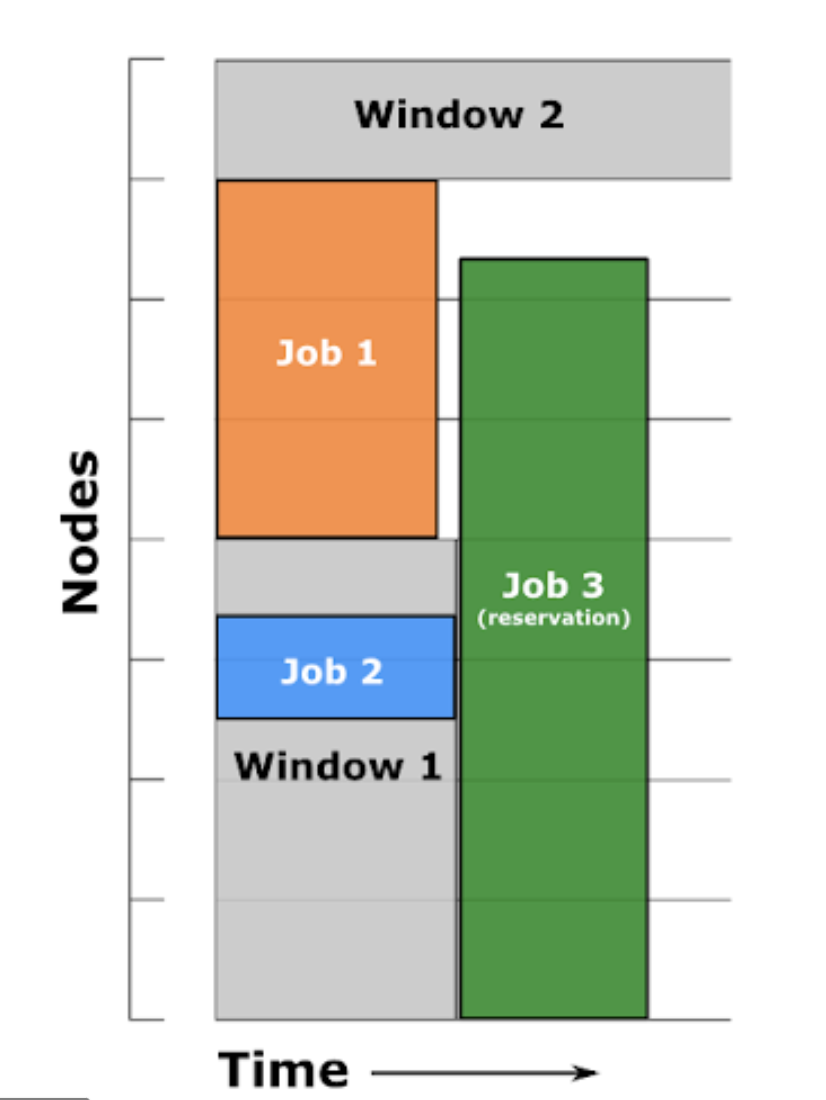 Window 2
Job 1
Nodes
Job 3
(reservation)
Job 2
Window 1
Time